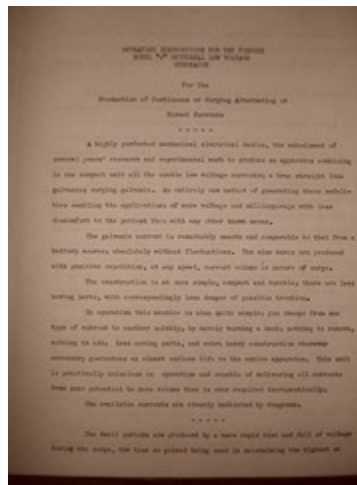 OPERATING INSTRUCTIONS FOR THE
MODEL "" LOW VOLTAGE
GENERATOR
For the
Production of Continuous or Surging Alternating or
Direct Currents
A highly perfected mechanical electrical device, the embodiment of
several years' research and experimental work to produce an apparatus combining
in one compact unit all the usable low voltage currents; a true straight line
galvanic; surging galvanic. An entirely new method of generating these modali-
ties enabling the application of more voltage and milliamperage with less
discomfort to the patient than with any other known means.
The galvanic current is remarkably smooth and comparable to that from a
battery source, absolutely without fluctuations. The sine waves are produced
with positive repetition, at any speed, current volume or nature of surge.
The construction is at once simple, compact and durable; there are less
moving parts, with correspondingly less danger of possible trouble.
In operation this machine is also quite simple; you change from one
type of current to another quickly, by merely turning a knob; nothing to remove,
nothing to add. Less moving parts, and extra heavy construction wherever
necessary guarantees an almost endless life to the entire apparatus. This unit
is practically noiseless in operation and capable of delivering all currents
from zero potential to more volume than is ever required therapeutically.
The available currents are clearly indicated by diagrams.
The small periods are produced by a more rapid rise and fall of voltage
during the surge, the time or period being used in maintaining the highest or